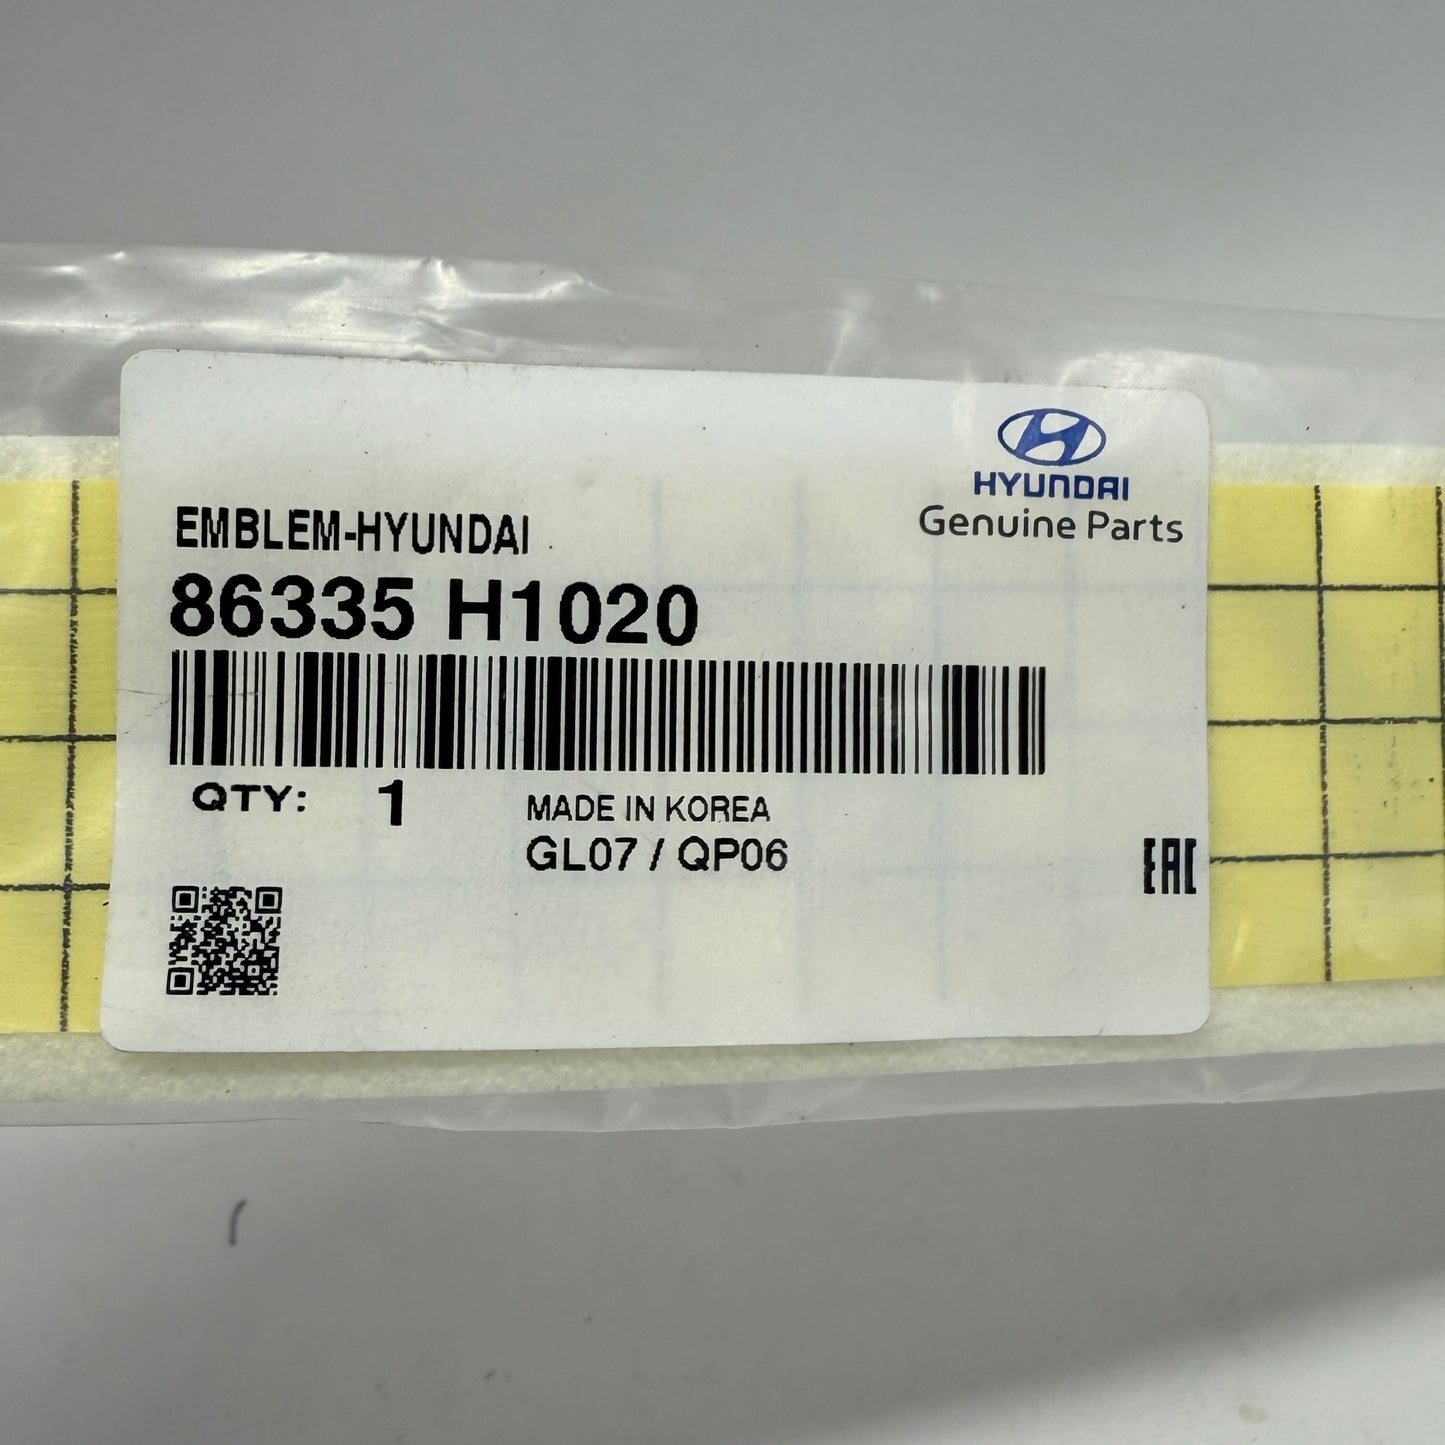 HYUNDAI
Genuine Parts
EMBLEM-HYUNDAI
86335 H1020
QTY: 1
MADE IN KOREA
GL07 / QP06
EAC